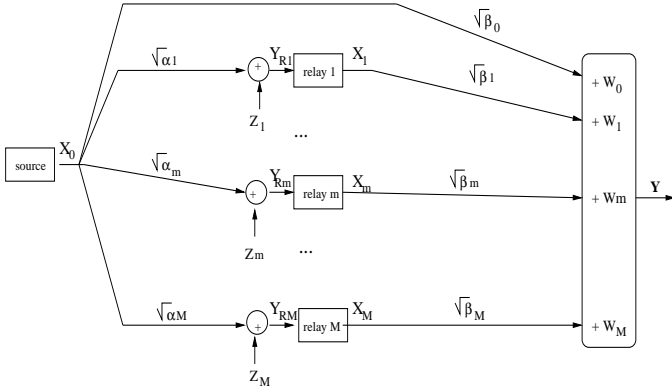 √β0
√α1
YR1
relay 1
X1
√β1
+ W0
+
Z1
+ W1
...
source
X0
√αm
YRm
relay m
Xm
√βm
+ Wm
Y
+
Zm
...
√αM
YRM
relay M
XM
√βM
+ WM
+
ZM